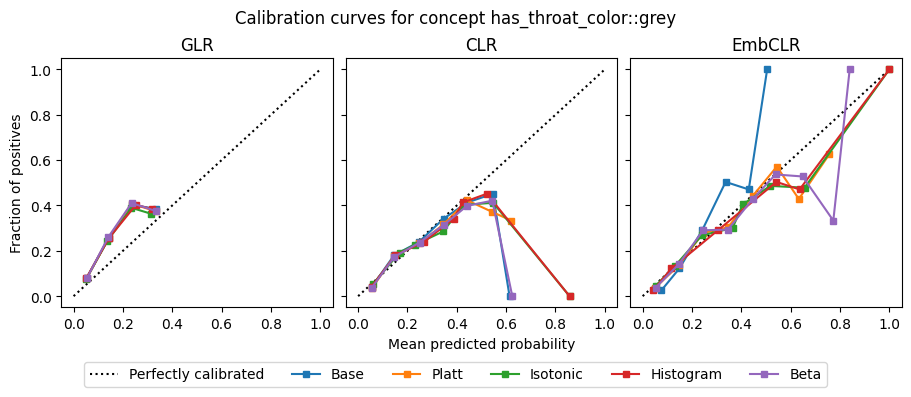 Calibration curves for concept has_throat_color::grey
GLR
CLR
EmbCLR
Fraction of positives
1.0
0.8
0.6
0.4
0.2
0.0
0.0 0.2 0.4 0.6 0.8 1.0
0.0 0.2 0.4 0.6 0.8 1.0
0.0 0.2 0.4 0.6 0.8 1.0
Mean predicted probability
Perfectly calibrated Base Platt Isotonic Histogram Beta